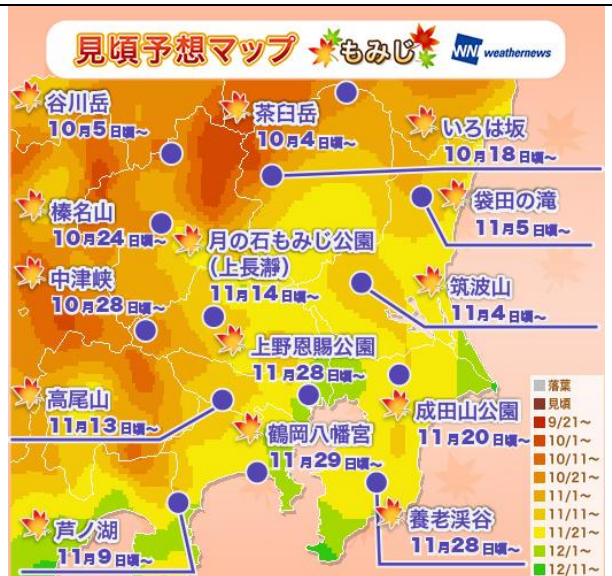 見頃予想マップ もみじ WNI weathernews
谷川岳
10月5日頃~
茶臼岳
10月4日頃~
いろは坂
10月18日頃~
榛名山
10月24日頃~
月の石もみじ公園
(上長瀞)
11月14日頃~
袋田の滝
11月5日頃~
中津峡
10月28日頃~
筑波山
11月4日頃~
上野恩賜公園
11月28日頃~
高尾山
11月13日頃~
鶴岡八幡宮
11月29日頃~
成田山公園
11月20日頃~
芦ノ湖
11月9日頃~
養老渓谷
11月28日頃~
落葉
見頃
9/21~
10/1~
10/11~
10/21~
11/1~
11/11~
11/21~
12/1~
12/11~